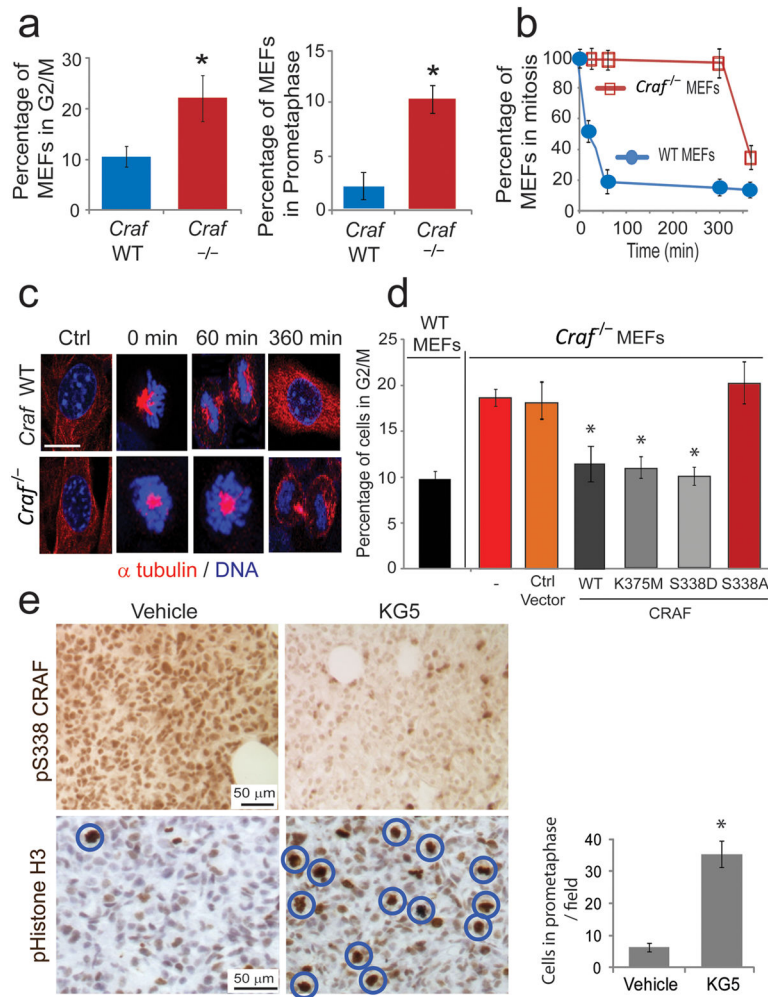 a
Percentage of
MEFs in G2/M
30
20
10
0
*
Craf
WT
Craf
-/-
Percentage of MEFs
in Prometaphase
15
10
5
0
*
Craf
WT
Craf
-/-
b
Percentage of
MEFs in mitosis
100
80
60
40
20
0
Craf-/- MEFs
WT MEFs
0 100 200 300
Time (min)
c
Ctrl 0 min 60 min 360 min
Craf WT
Craf-/-
α tubulin / DNA
d
Percentage of cells in G2/M
25
20
15
10
5
0
WT
MEFs
Craf-/- MEFs
* * *
- Ctrl Vector WT K375M S338D S338A
CRAF
e
Vehicle KG5
pS338 CRAF
50 μm
pHistone H3
50 μm
Cells in prometaphase
/ field
40
30
20
10
0
*
Vehicle KG5